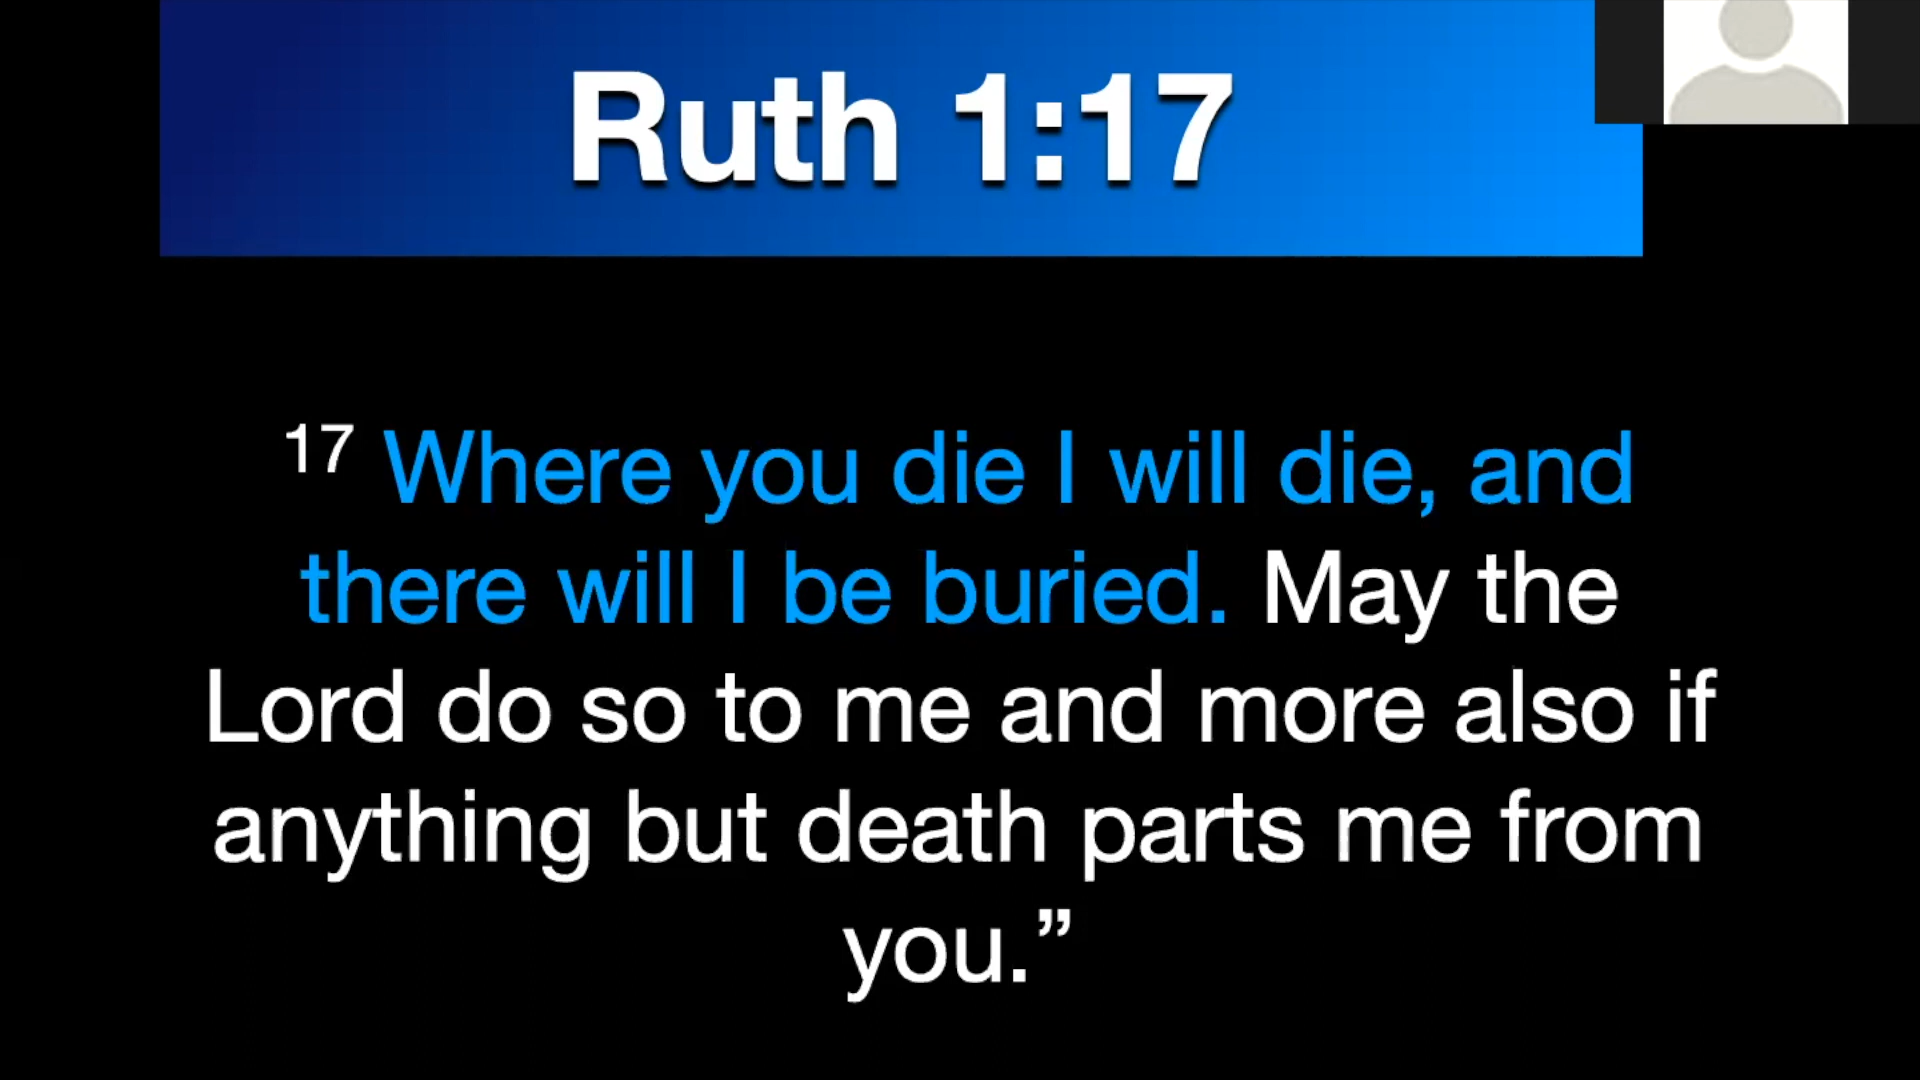 Ruth 1:17
17 Where you die I will die, and
there will I be buried. May the
Lord do so to me and more also if
anything but death parts me from
you.”